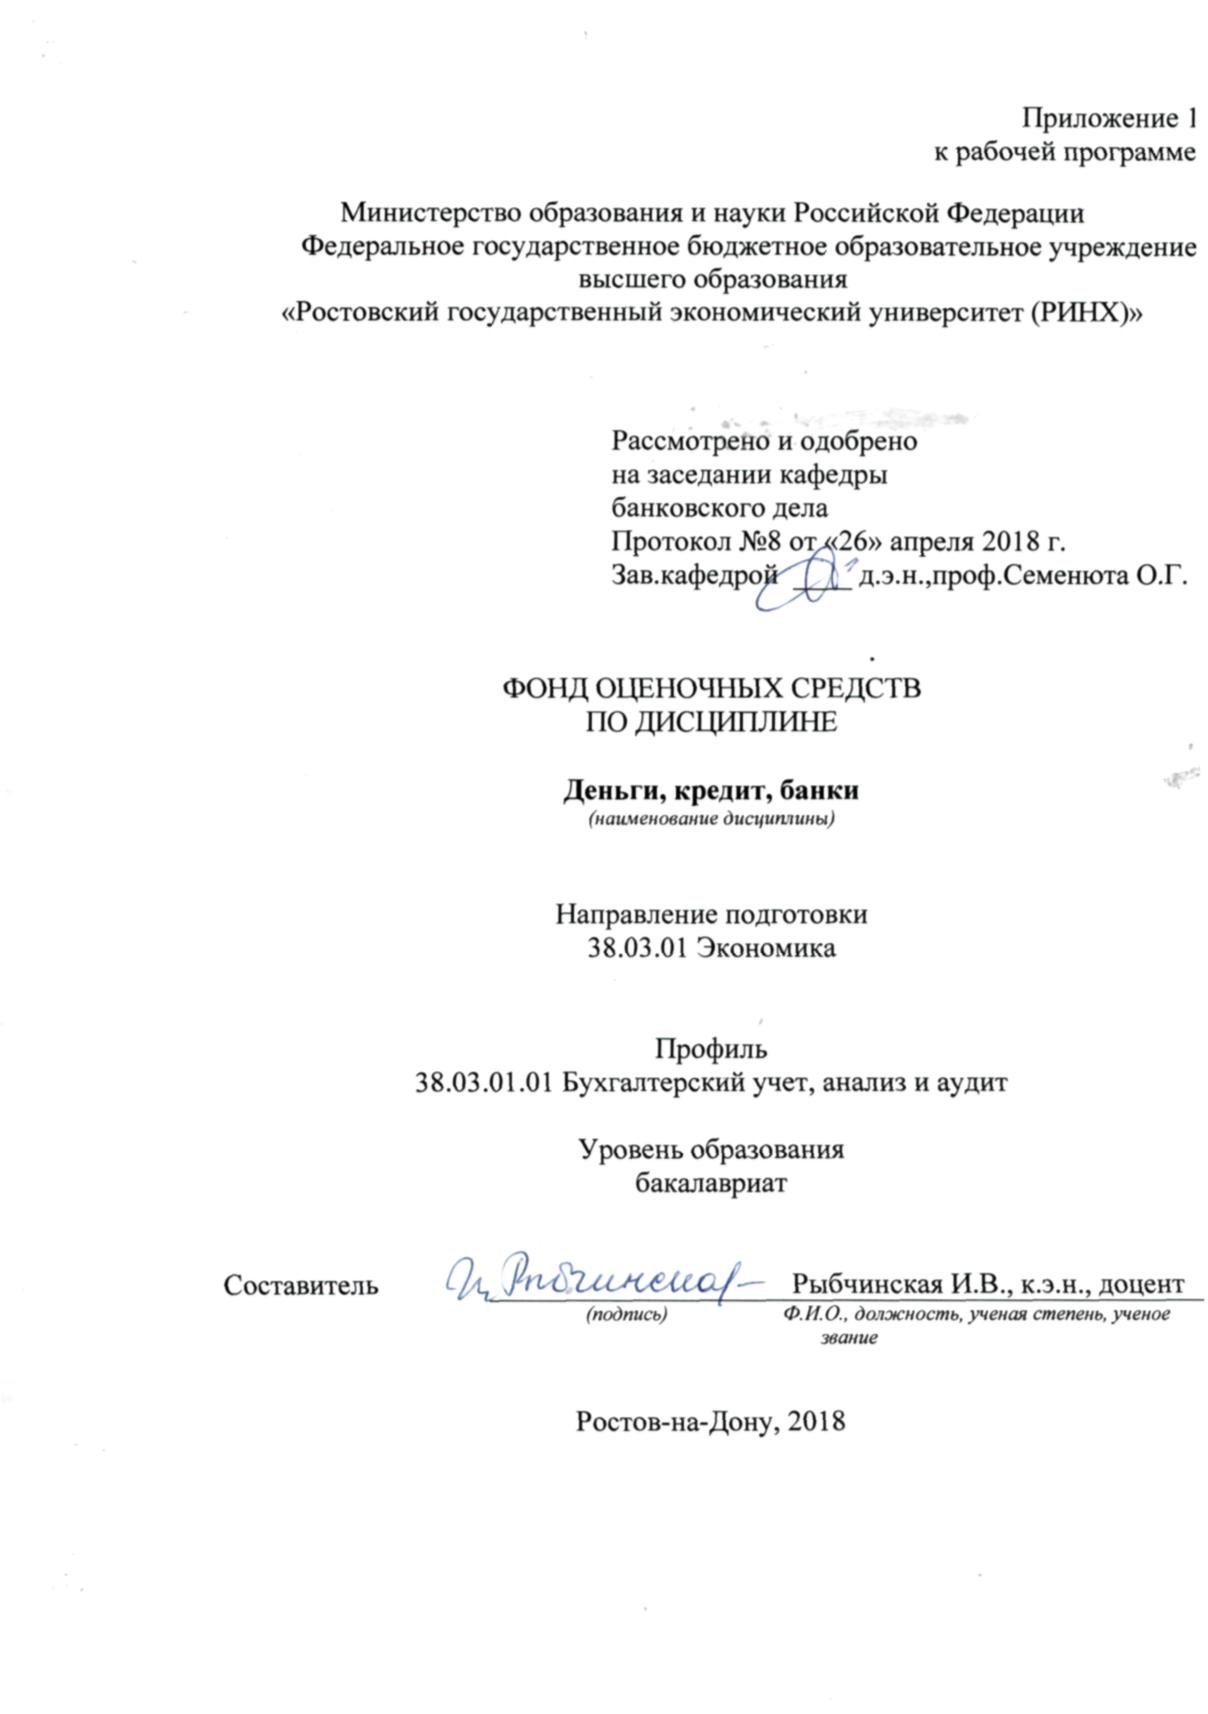 Приложение 1
к рабочей программе
Министерство образования и науки Российской Федерации
Федеральное государственное бюджетное образовательное учреждение
высшего образования
«Ростовский государственный экономический университет (РИНХ)»
Рассмотрено и одобрено
на заседании кафедры
банковского дела
Протокол №8 от «26» апреля 2018 г.
Зав.кафедрой ____ д.э.н.,проф.Семенюта О.Г.
ФОНД ОЦЕНОЧНЫХ СРЕДСТВ
ПО ДИСЦИПЛИНЕ
Деньги, кредит, банки
(наименование дисциплины)
Направление подготовки
38.03.01 Экономика
Профиль
38.03.01.01 Бухгалтерский учет, анализ и аудит
Уровень образования
бакалавриат
Составитель Рыбчинская И.В., к.э.н., доцент
(подпись) Ф.И.О., должность, ученая степень, ученое
звание
Ростов-на-Дону, 2018